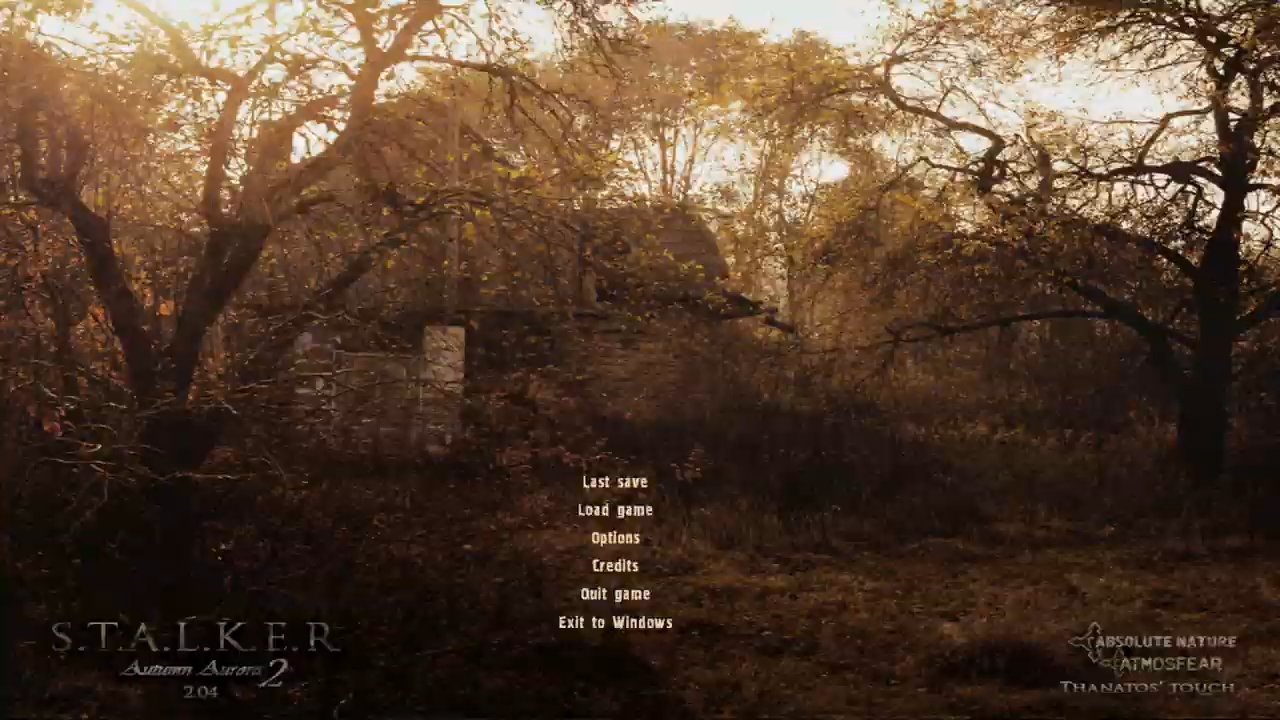 Last save
Load game
Options
Credits
Quit game
Exit to Windows
S.T.A.L.K.E.R
Autumn Aurora 2
2.04
ABSOLUTE NATURE
ATMOSFEAR
THANATOS' TOUCH